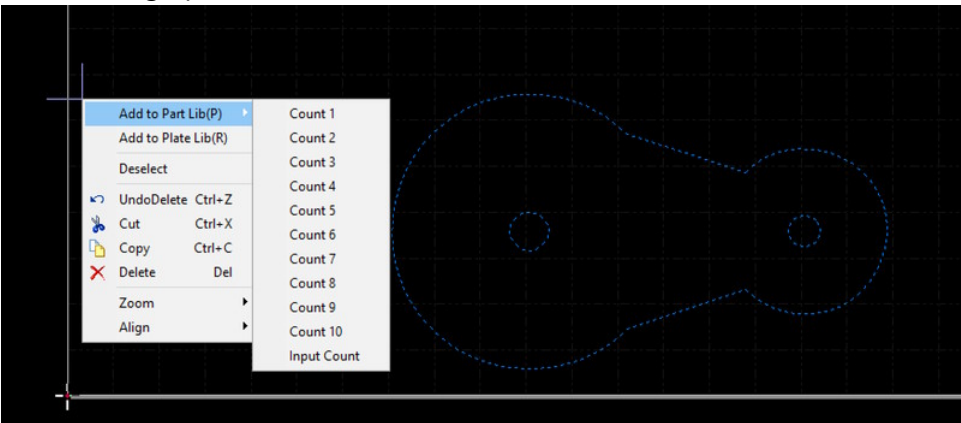 Add to Part Lib(P)
Add to Plate Lib(R)
Deselect
UndoDelete Ctrl+Z
Cut Ctrl+X
Copy Ctrl+C
Delete Del
Zoom
Align
Count 1
Count 2
Count 3
Count 4
Count 5
Count 6
Count 7
Count 8
Count 9
Count 10
Input Count